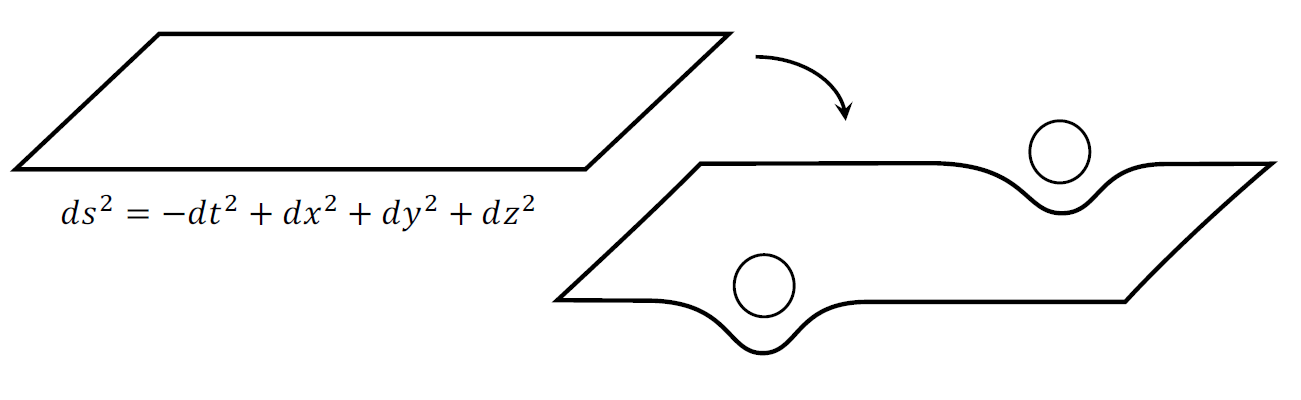 𝑑𝑠² = −𝑑𝑡² + 𝑑𝑥² + 𝑑𝑦² + 𝑑𝑧²